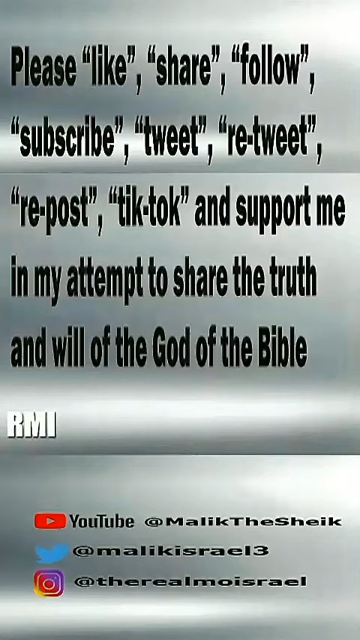 Please “like”, “share”, “follow”,
“subscribe”, “tweet”, “re-tweet”,
“re-post”, “tik-tok” and support me
in my attempt to share the truth
and will of the God of the Bible
RMI
YouTube @MalikTheSheik
@malikisrael3
@therealmoisrael